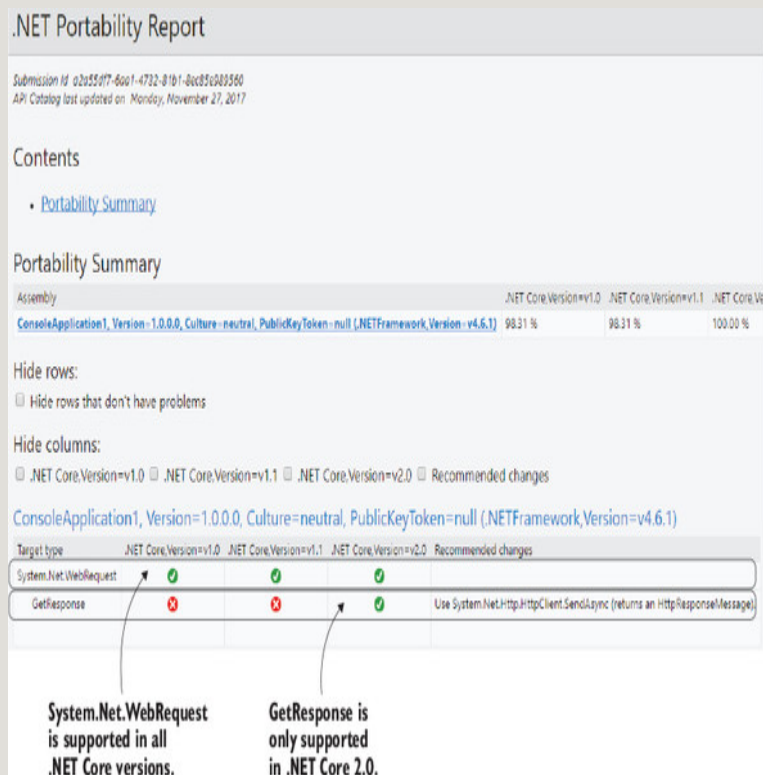 .NET Portability Report
Submission Id a2a55df7-6aa1-4732-81b1-8ec85e989560
API Catalog last updated on Monday, November 27, 2017
Contents
• Portability Summary
Portability Summary
Assembly .NET Core,Version=v1.0 .NET Core,Version=v1.1 .NET Core,Ve
ConsoleApplication1, Version=1.0.0.0, Culture=neutral, PublicKeyToken=null (.NETFramework,Version=v4.6.1) 98.31 % 98.31 % 100.00 %
Hide rows:
Hide rows that don't have problems
Hide columns:
.NET Core,Version=v1.0 .NET Core,Version=v1.1 .NET Core,Version=v2.0 Recommended changes
ConsoleApplication1, Version=1.0.0.0, Culture=neutral, PublicKeyToken=null (.NETFramework,Version=v4.6.1)
Target type .NET Core,Version=v1.0 .NET Core,Version=v1.1 .NET Core,Version=v2.0 Recommended changes
System.Net.WebRequest
GetResponse Use System.Net.Http.HttpClient.SendAsync (returns an HttpResponseMessage).
System.Net.WebRequest
is supported in all
.NET Core versions.
GetResponse is
only supported
in .NET Core 2.0.